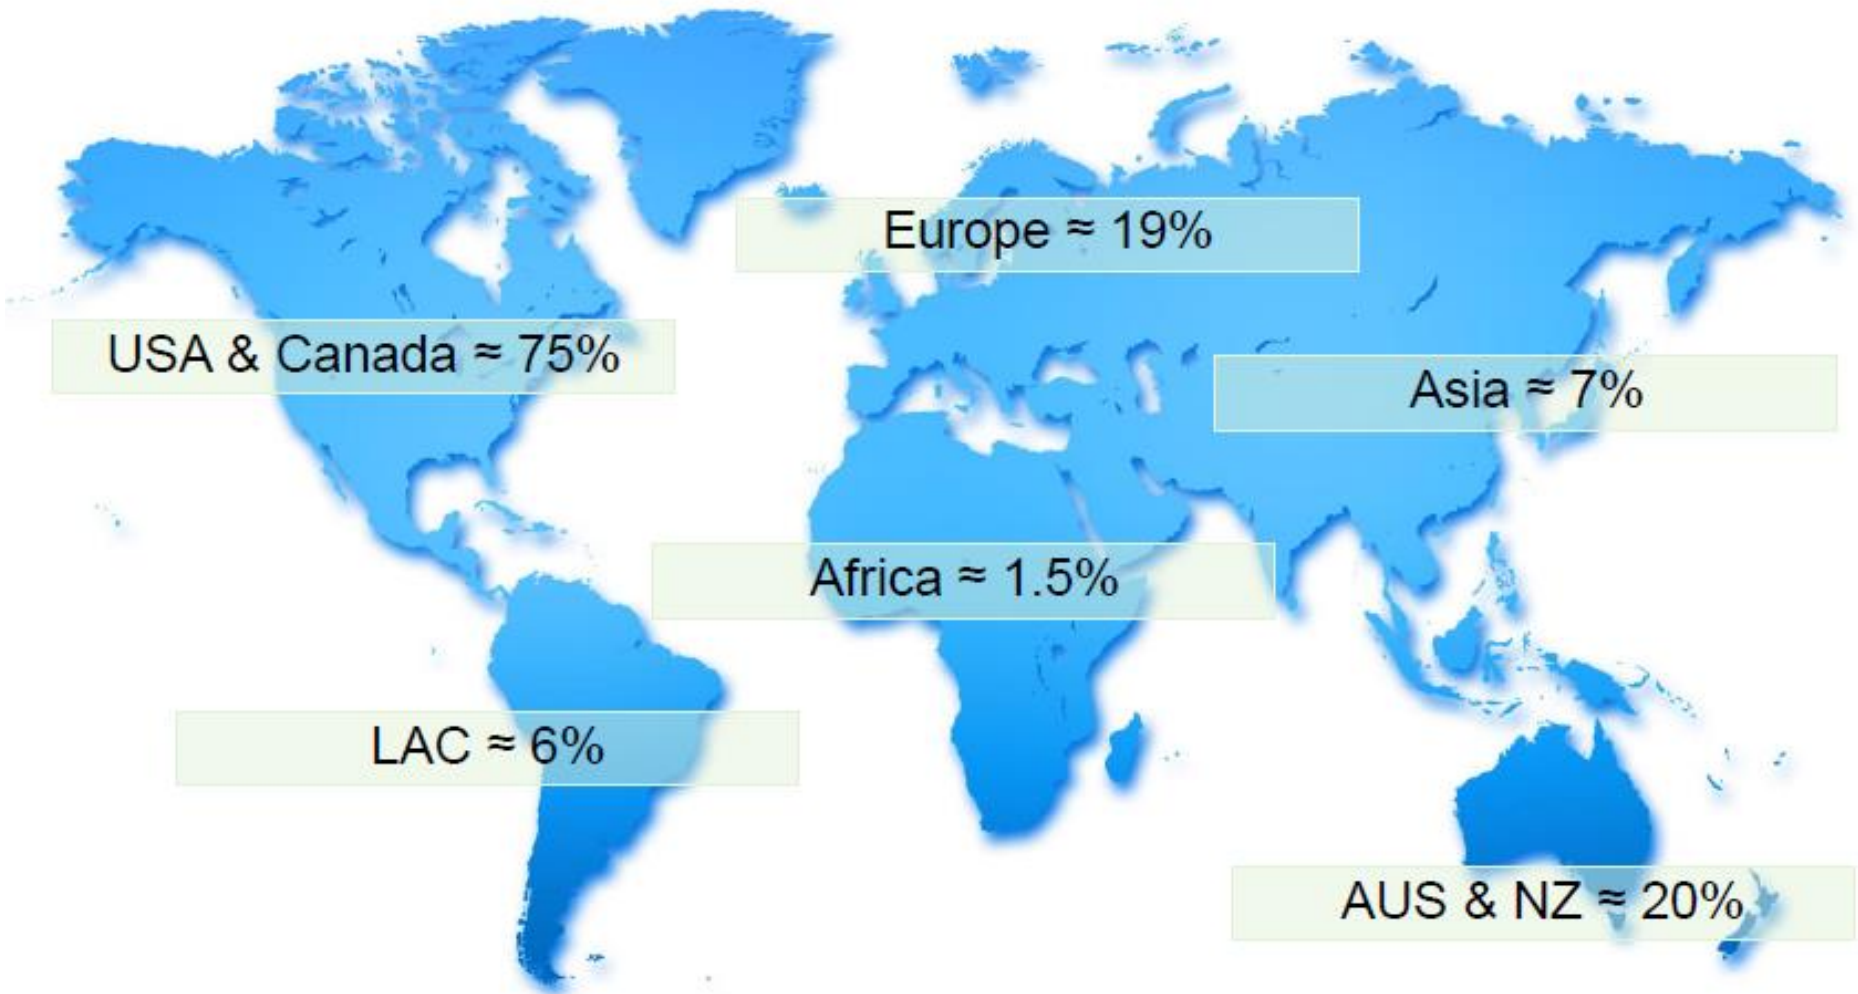 Europe ≈ 19%
USA & Canada ≈ 75%
Asia ≈ 7%
Africa ≈ 1.5%
LAC ≈ 6%
AUS & NZ ≈ 20%